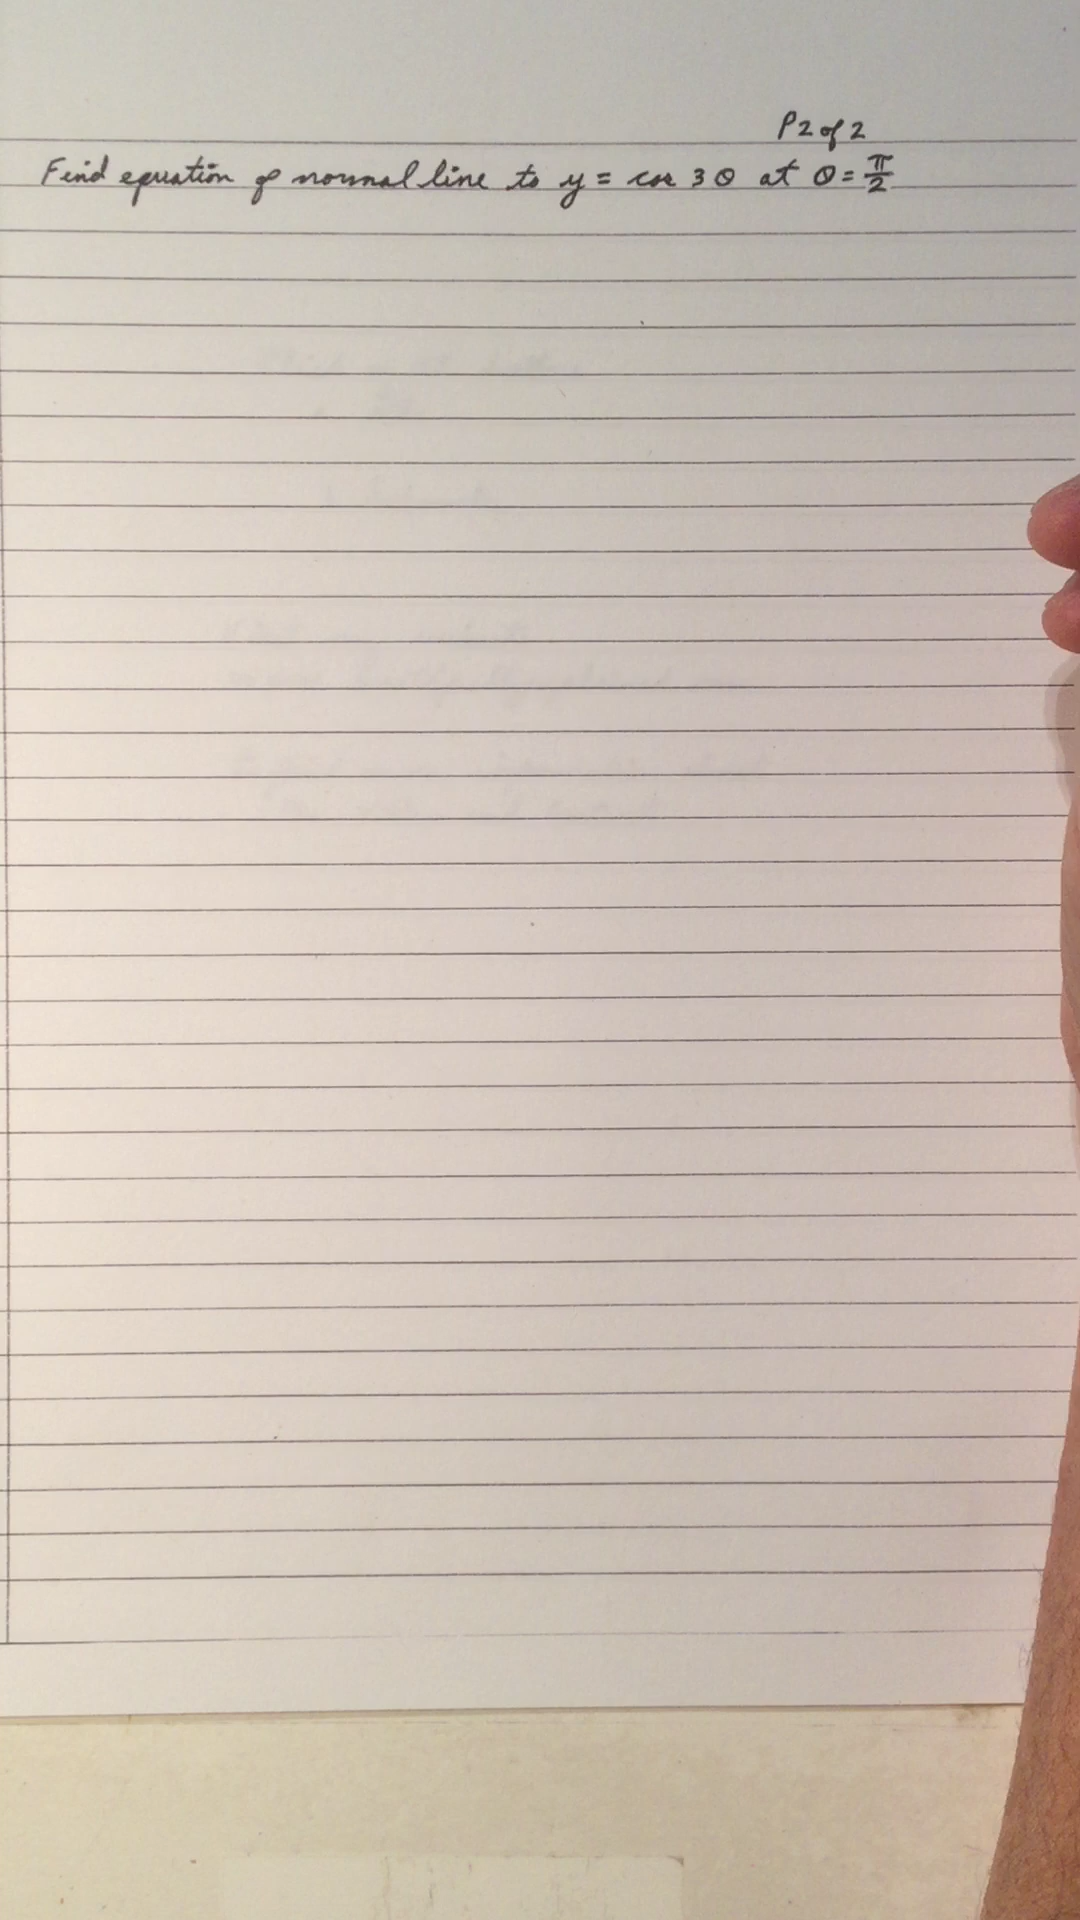 P2 of 2
Find equation of normal line to y = cos 3θ at θ = π/2